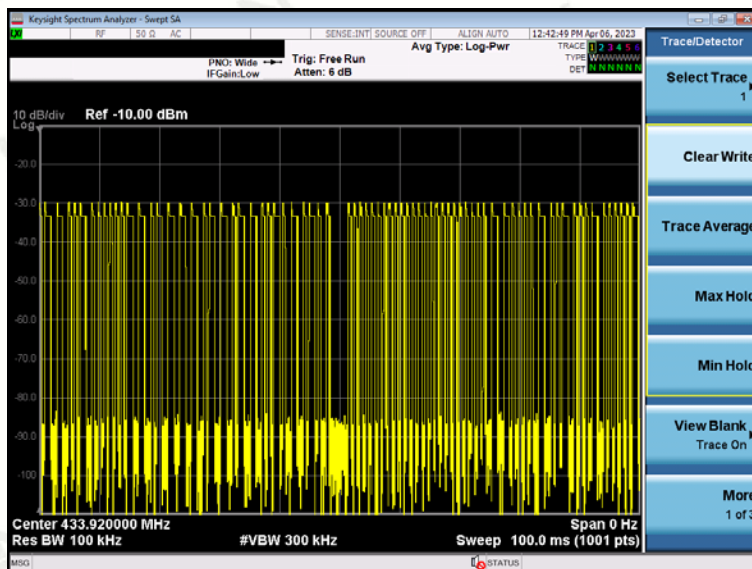 Keysight Spectrum Analyzer - Swept SA
LXI
RF
50 Ω AC
SENSE:INT SOURCE OFF
ALIGN AUTO
12:42:49 PM Apr 06, 2023
Trace/Detector
PNO: Wide
IFGain:Low
Trig: Free Run
Atten: 6 dB
Avg Type: Log-Pwr
TRACE 1 2 3 4 5 6
TYPE WWWWWW
DET N N N N N N
Select Trace
1
Clear Write
Trace Average
Max Hold
Min Hold
View Blank
Trace On
More
1 of 3
10 dB/div
Log
Ref -10.00 dBm
-20.0
-30.0
-40.0
-50.0
-60.0
-70.0
-80.0
-90.0
-100
Center 433.920000 MHz
Span 0 Hz
Res BW 100 kHz
#VBW 300 kHz
Sweep 100.0 ms (1001 pts)
MSG
STATUS